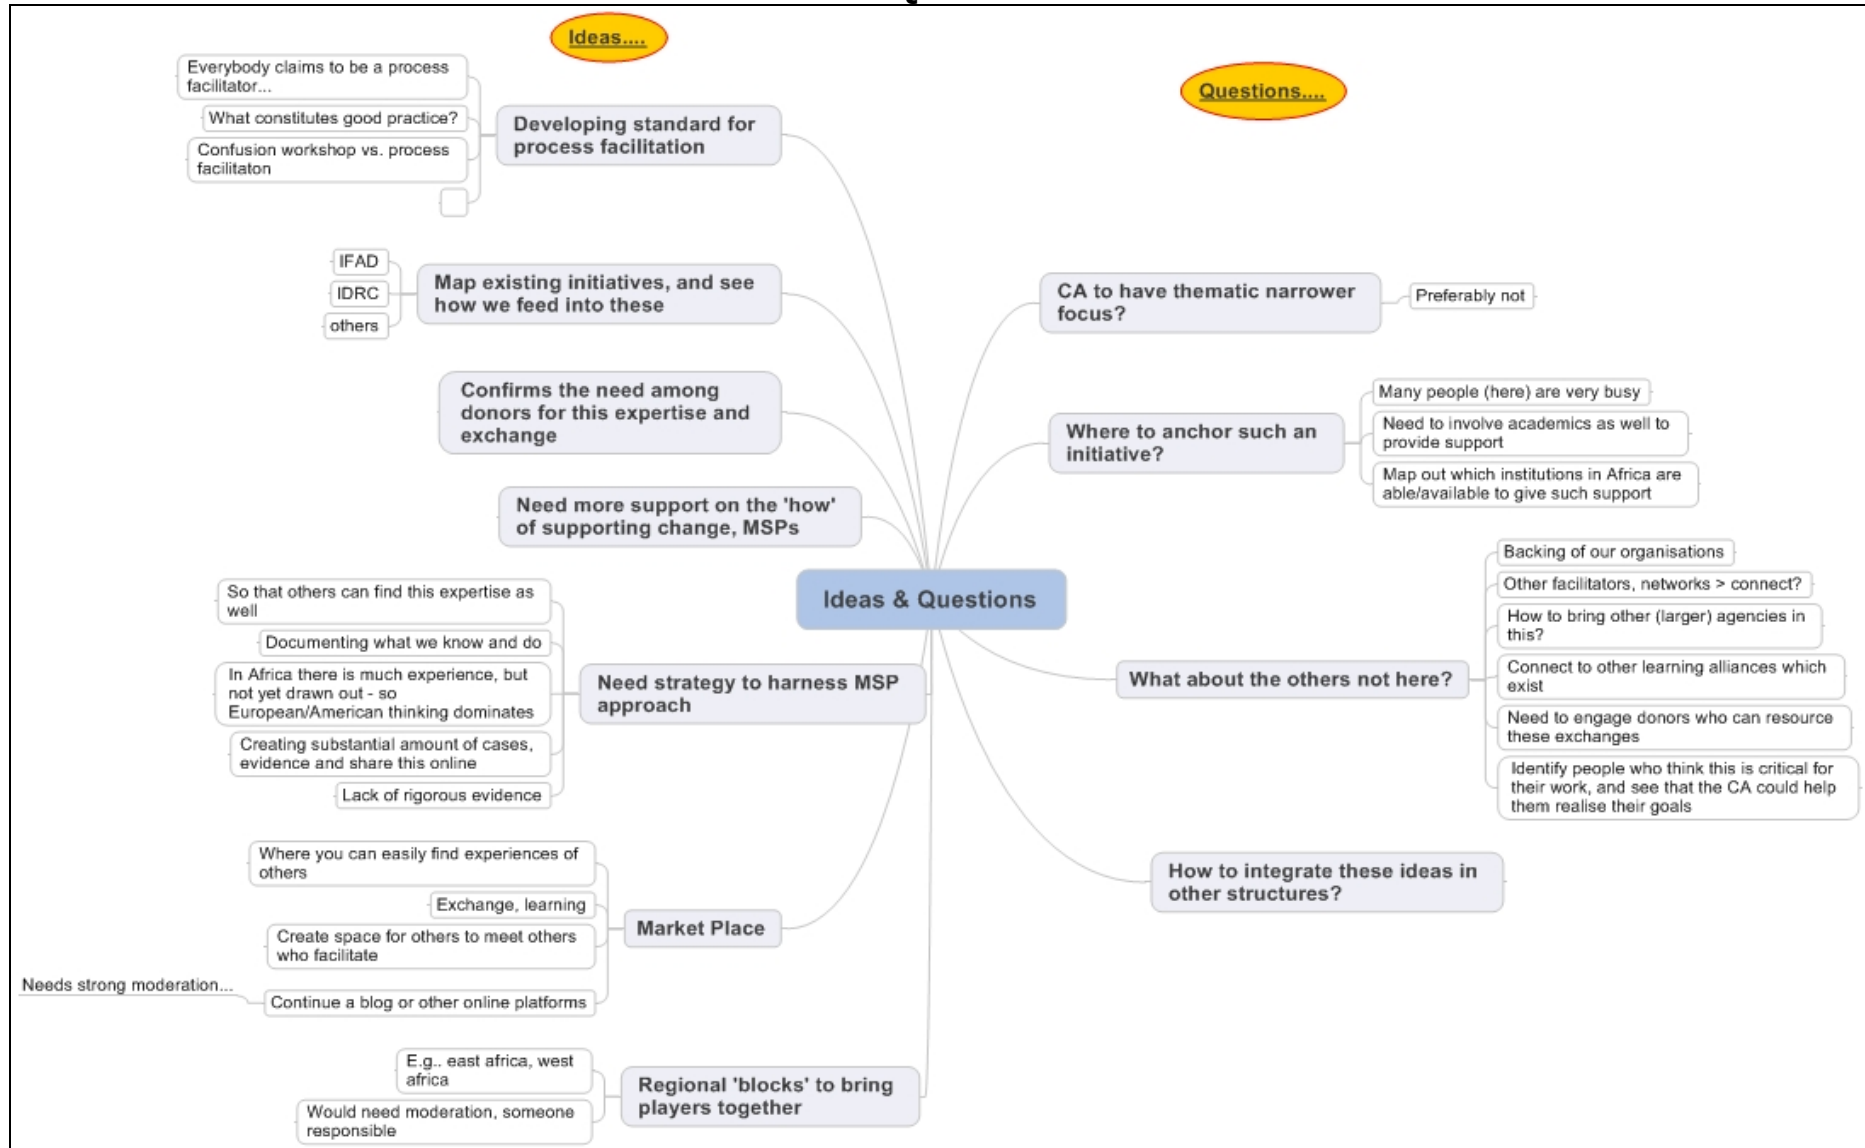 Ideas....
Everybody claims to be a process
facilitator...
What constitutes good practice?
Confusion workshop vs. process
facilitaton
Developing standard for
process facilitation
IFAD
IDRC
others
Map existing initiatives, and see
how we feed into these
Confirms the need among
donors for this expertise and
exchange
Need more support on the 'how'
of supporting change, MSPs
So that others can find this expertise as
well
Documenting what we know and do
In Africa there is much experience, but
not yet drawn out - so
European/American thinking dominates
Creating substantial amount of cases,
evidence and share this online
Lack of rigorous evidence
Need strategy to harness MSP
approach
Where you can easily find experiences of
others
Exchange, learning
Create space for others to meet others
who facilitate
Needs strong moderation...
Continue a blog or other online platforms
Market Place
E.g.. east africa, west
africa
Would need moderation, someone
responsible
Regional 'blocks' to bring
players together
Ideas & Questions
Questions....
CA to have thematic narrower
focus?
Preferably not
Where to anchor such an
initiative?
Many people (here) are very busy
Need to involve academics as well to
provide support
Map out which institutions in Africa are
able/available to give such support
What about the others not here?
Backing of our organisations
Other facilitators, networks > connect?
How to bring other (larger) agencies in
this?
Connect to other learning alliances which
exist
Need to engage donors who can resource
these exchanges
Identify people who think this is critical for
their work, and see that the CA could help
them realise their goals
How to integrate these ideas in
other structures?